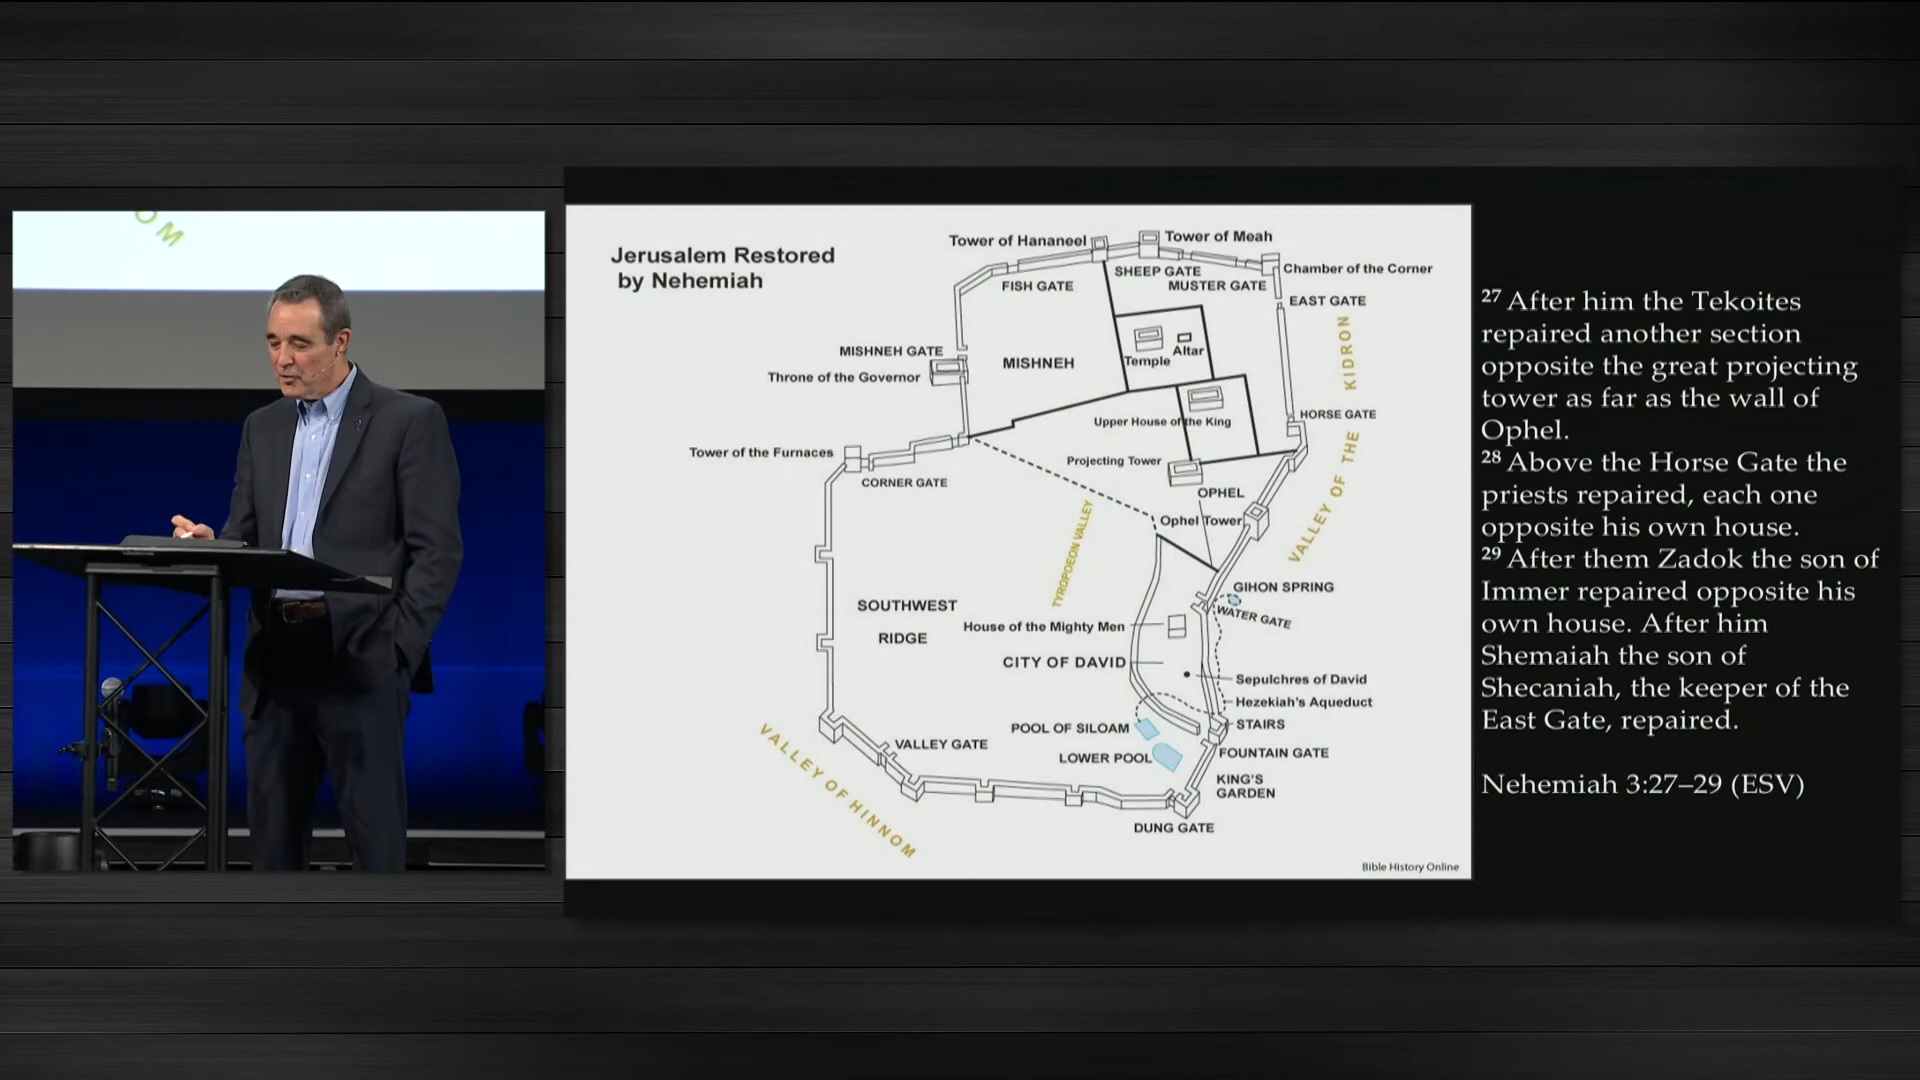 OM
Jerusalem Restored
by Nehemiah
Tower of Hananeel
Tower of Meah
SHEEP GATE
Chamber of the Corner
FISH GATE
MUSTER GATE
EAST GATE
MISHNEH GATE
Throne of the Governor
MISHNEH
Temple
Altar
VALLEY OF THE KIDRON
Upper House of the King
HORSE GATE
Tower of the Furnaces
CORNER GATE
Projecting Tower
OPHEL
Ophel Tower
TYROPOEON VALLEY
GIHON SPRING
WATER GATE
SOUTHWEST
RIDGE
House of the Mighty Men
CITY OF DAVID
Sepulchres of David
Hezekiah's Aqueduct
POOL OF SILOAM
STAIRS
VALLEY GATE
LOWER POOL
FOUNTAIN GATE
KING'S
GARDEN
VALLEY OF HINNOM
DUNG GATE
Bible History Online
27 After him the Tekoites
repaired another section
opposite the great projecting
tower as far as the wall of
Ophel.
28 Above the Horse Gate the
priests repaired, each one
opposite his own house.
29 After them Zadok the son of
Immer repaired opposite his
own house. After him
Shemaiah the son of
Shecaniah, the keeper of the
East Gate, repaired.
Nehemiah 3:27–29 (ESV)